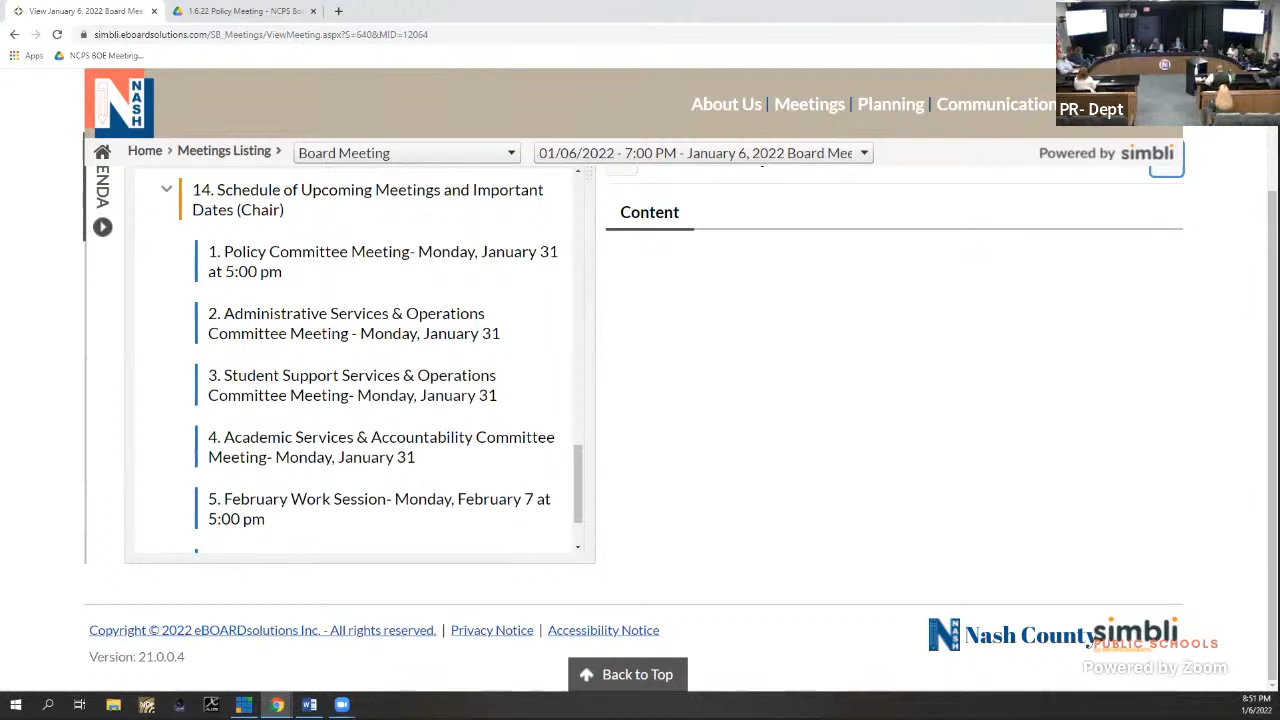 View January 6, 2022 Board Mee
1.6.22 Policy Meeting - NCPS Bo
simbli.eboardsolutions.com/SB_Meetings/ViewMeeting.aspx?S=640&MID=12064
Apps
NCPS BOE Meeting...
PR- Dept
NASH
N
About Us | Meetings | Planning | Communication
Home > Meetings Listing >
Board Meeting
01/06/2022 - 7:00 PM - January 6, 2022 Board Mee
Powered by simbli
ENDA
14. Schedule of Upcoming Meetings and Important
Dates (Chair)
Content
1. Policy Committee Meeting- Monday, January 31
at 5:00 pm
2. Administrative Services & Operations
Committee Meeting - Monday, January 31
3. Student Support Services & Operations
Committee Meeting- Monday, January 31
4. Academic Services & Accountability Committee
Meeting- Monday, January 31
5. February Work Session- Monday, February 7 at
5:00 pm
Copyright © 2022 eBOARDsolutions Inc. - All rights reserved. | Privacy Notice | Accessibility Notice
Version: 21.0.0.4
N NASH Nash County
PUBLIC SCHOOLS
simbli
Powered by Zoom
Back to Top
8:51 PM
1/6/2022